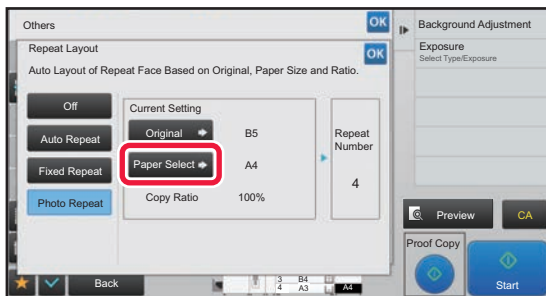 Others
OK
Repeat Layout
OK
Auto Layout of Repeat Face Based on Original, Paper Size and Ratio.
Off
Auto Repeat
Fixed Repeat
Photo Repeat
Current Setting
Original B5
Paper Select A4
Copy Ratio 100%
Repeat
Number
4
Back
3 B4
4 A3
A4
Background Adjustment
Exposure
Select Type/Exposure
Preview
CA
Proof Copy
Start